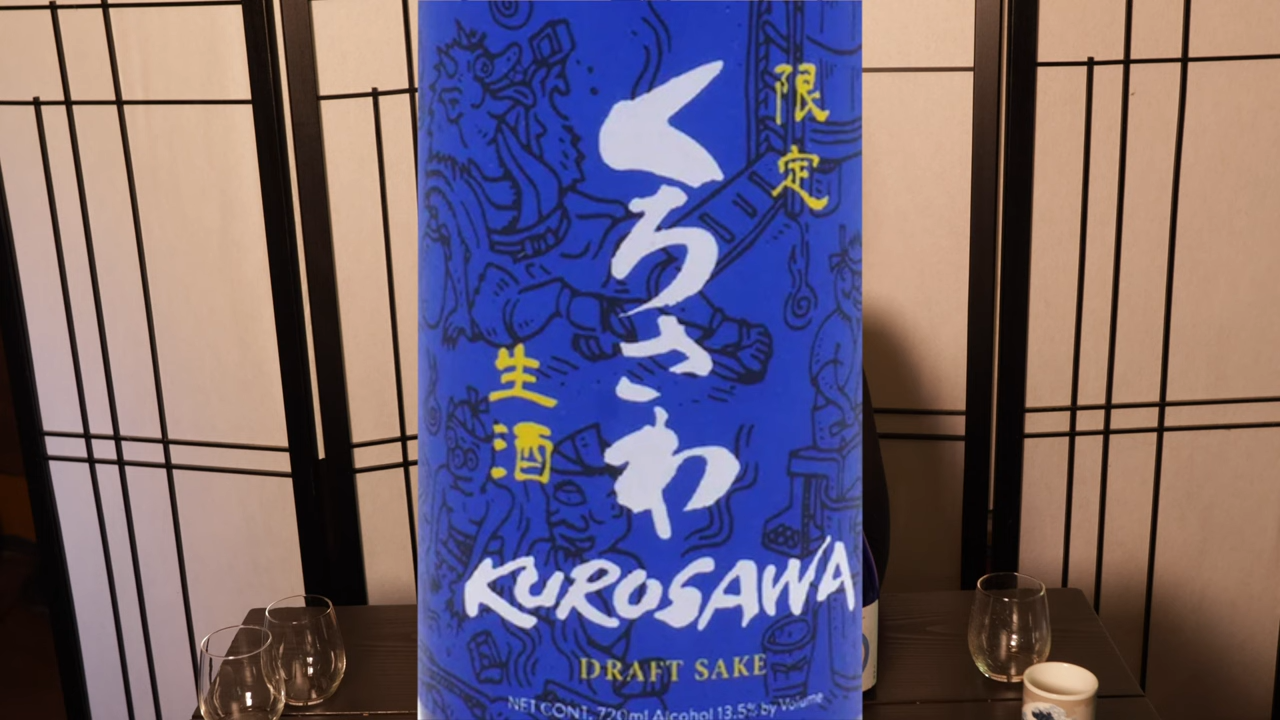 限定
くろさわ
生酒
KUROSAWA
DRAFT SAKE
NET CONT. 720ml Alcohol 13.5% by Volume